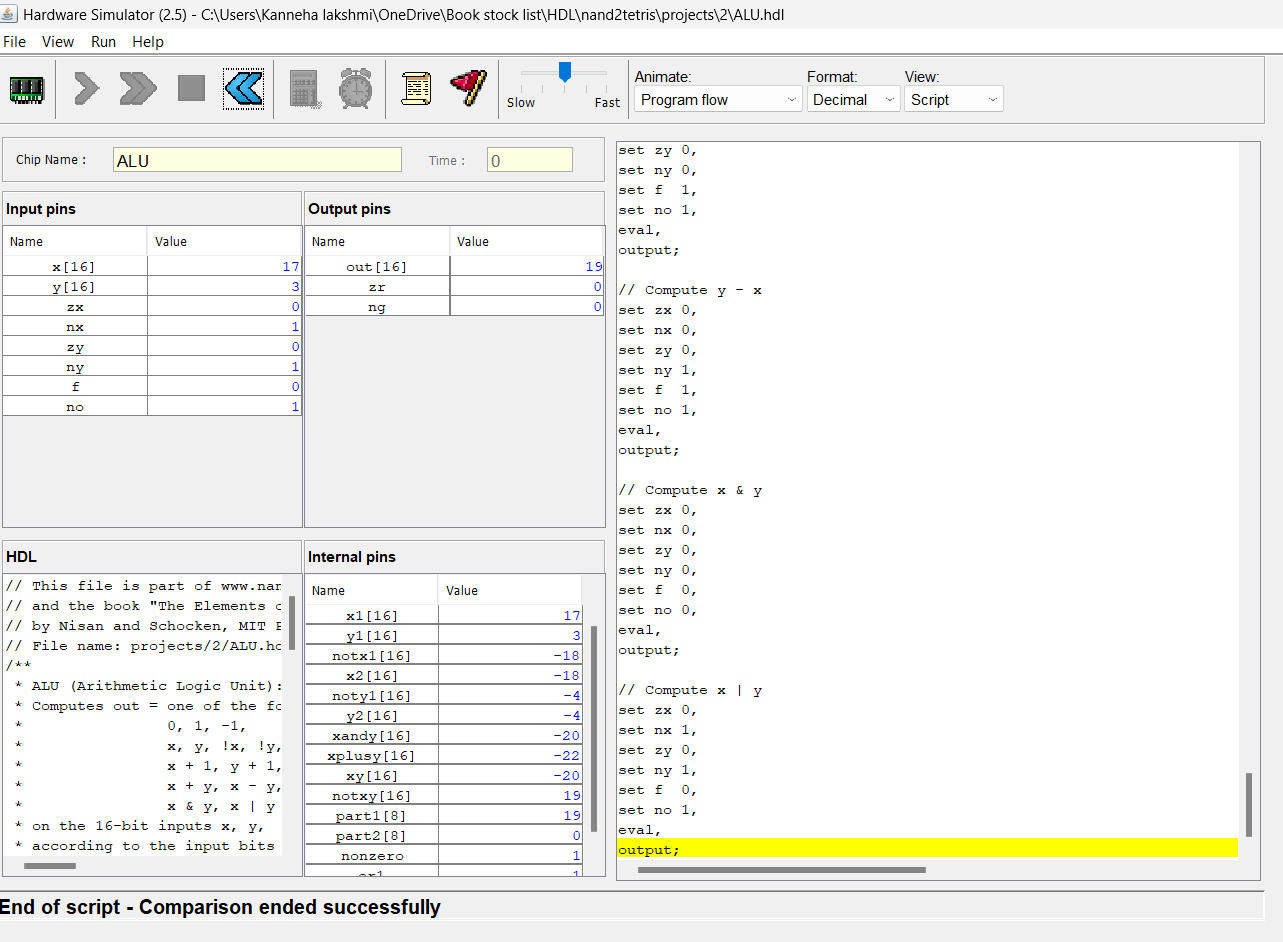 Hardware Simulator (2.5) - C:\Users\Kanneha lakshmi\OneDrive\Book stock list\HDL\nand2tetris\projects\2\ALU.hdl
File View Run Help
Slow Fast
Animate: Format: View:
Program flow Decimal Script
Chip Name : ALU Time : 0
Input pins
Name Value
x[16] 17
y[16] 3
zx 0
nx 1
zy 0
ny 1
f 0
no 1
Output pins
Name Value
out[16] 19
zr 0
ng 0
HDL
// This file is part of www.nan
// and the book "The Elements
// by Nisan and Schocken, MIT
// File name: projects/2/ALU.
/**
* ALU (Arithmetic Logic Unit):
* Computes out = one of the
* 0, 1, -1,
* x, y, !x, !y,
* x + 1, y + 1,
* x + y, x - y,
* x & y, x | y
* on the 16-bit inputs x, y,
* according to the input bits
Internal pins
Name Value
x1[16] 17
y1[16] 3
notx1[16] -18
x2[16] -18
noty1[16] -4
y2[16] -4
xandy[16] -20
xplusy[16] -22
xy[16] -20
notxy[16] 19
part1[8] 19
part2[8] 0
nonzero 1
set zy 0,
set ny 0,
set f 1,
set no 1,
eval,
output;
// Compute y - x
set zx 0,
set nx 0,
set zy 0,
set ny 1,
set f 1,
set no 1,
eval,
output;
// Compute x & y
set zx 0,
set nx 0,
set zy 0,
set ny 0,
set f 0,
set no 0,
eval,
output;
// Compute x | y
set zx 0,
set nx 1,
set zy 0,
set ny 1,
set f 0,
set no 1,
eval,
output;
End of script - Comparison ended successfully